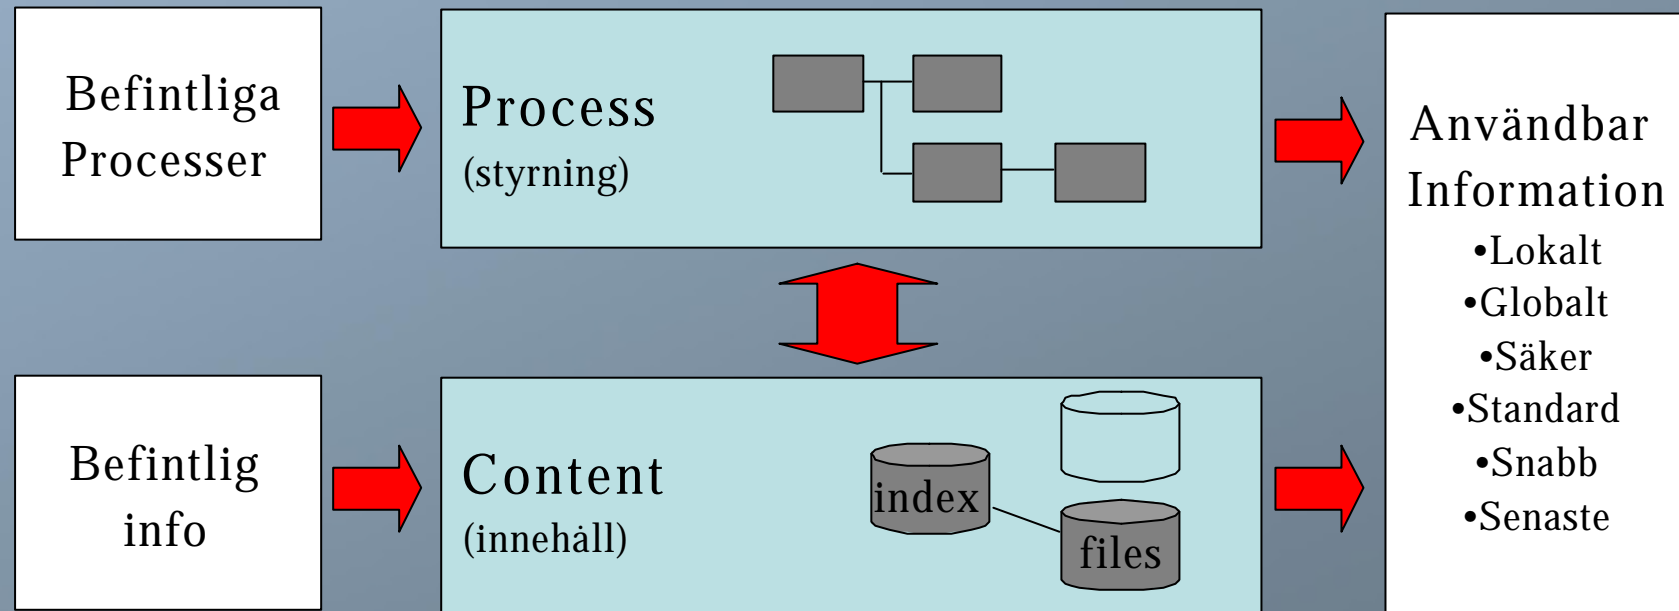 Befintliga
Processer
Process
(styrning)
Användbar
Information
•Lokalt
•Globalt
•Säker
•Standard
•Snabb
•Senaste
Befintlig
info
Content
(innehåll)
index
files